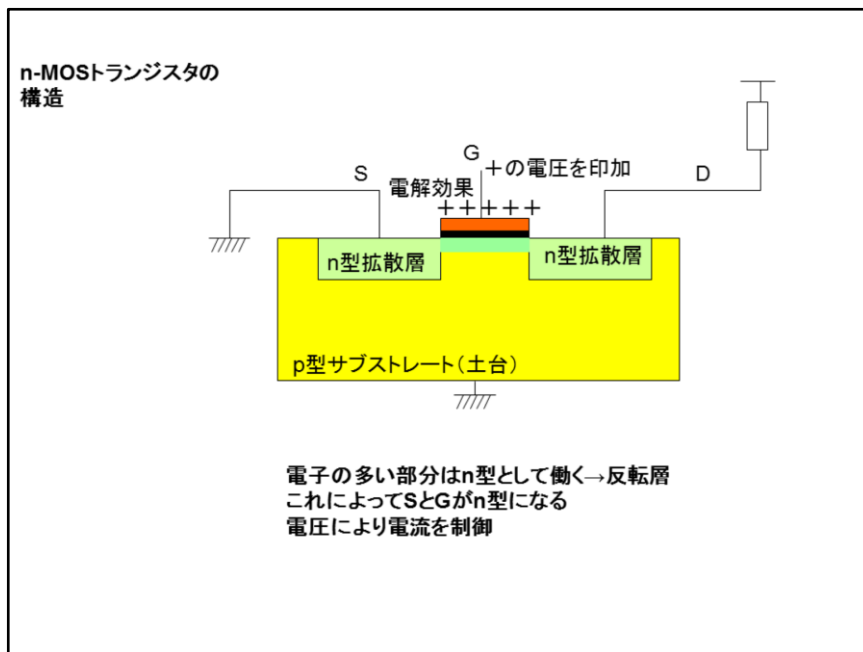 n-MOSトランジスタの
構造
G
+の電圧を印加
S
D
電解効果
+++++
n型拡散層
n型拡散層
p型サブストレート(土台)
電子の多い部分はn型として働く→反転層
これによってSとGがn型になる
電圧により電流を制御